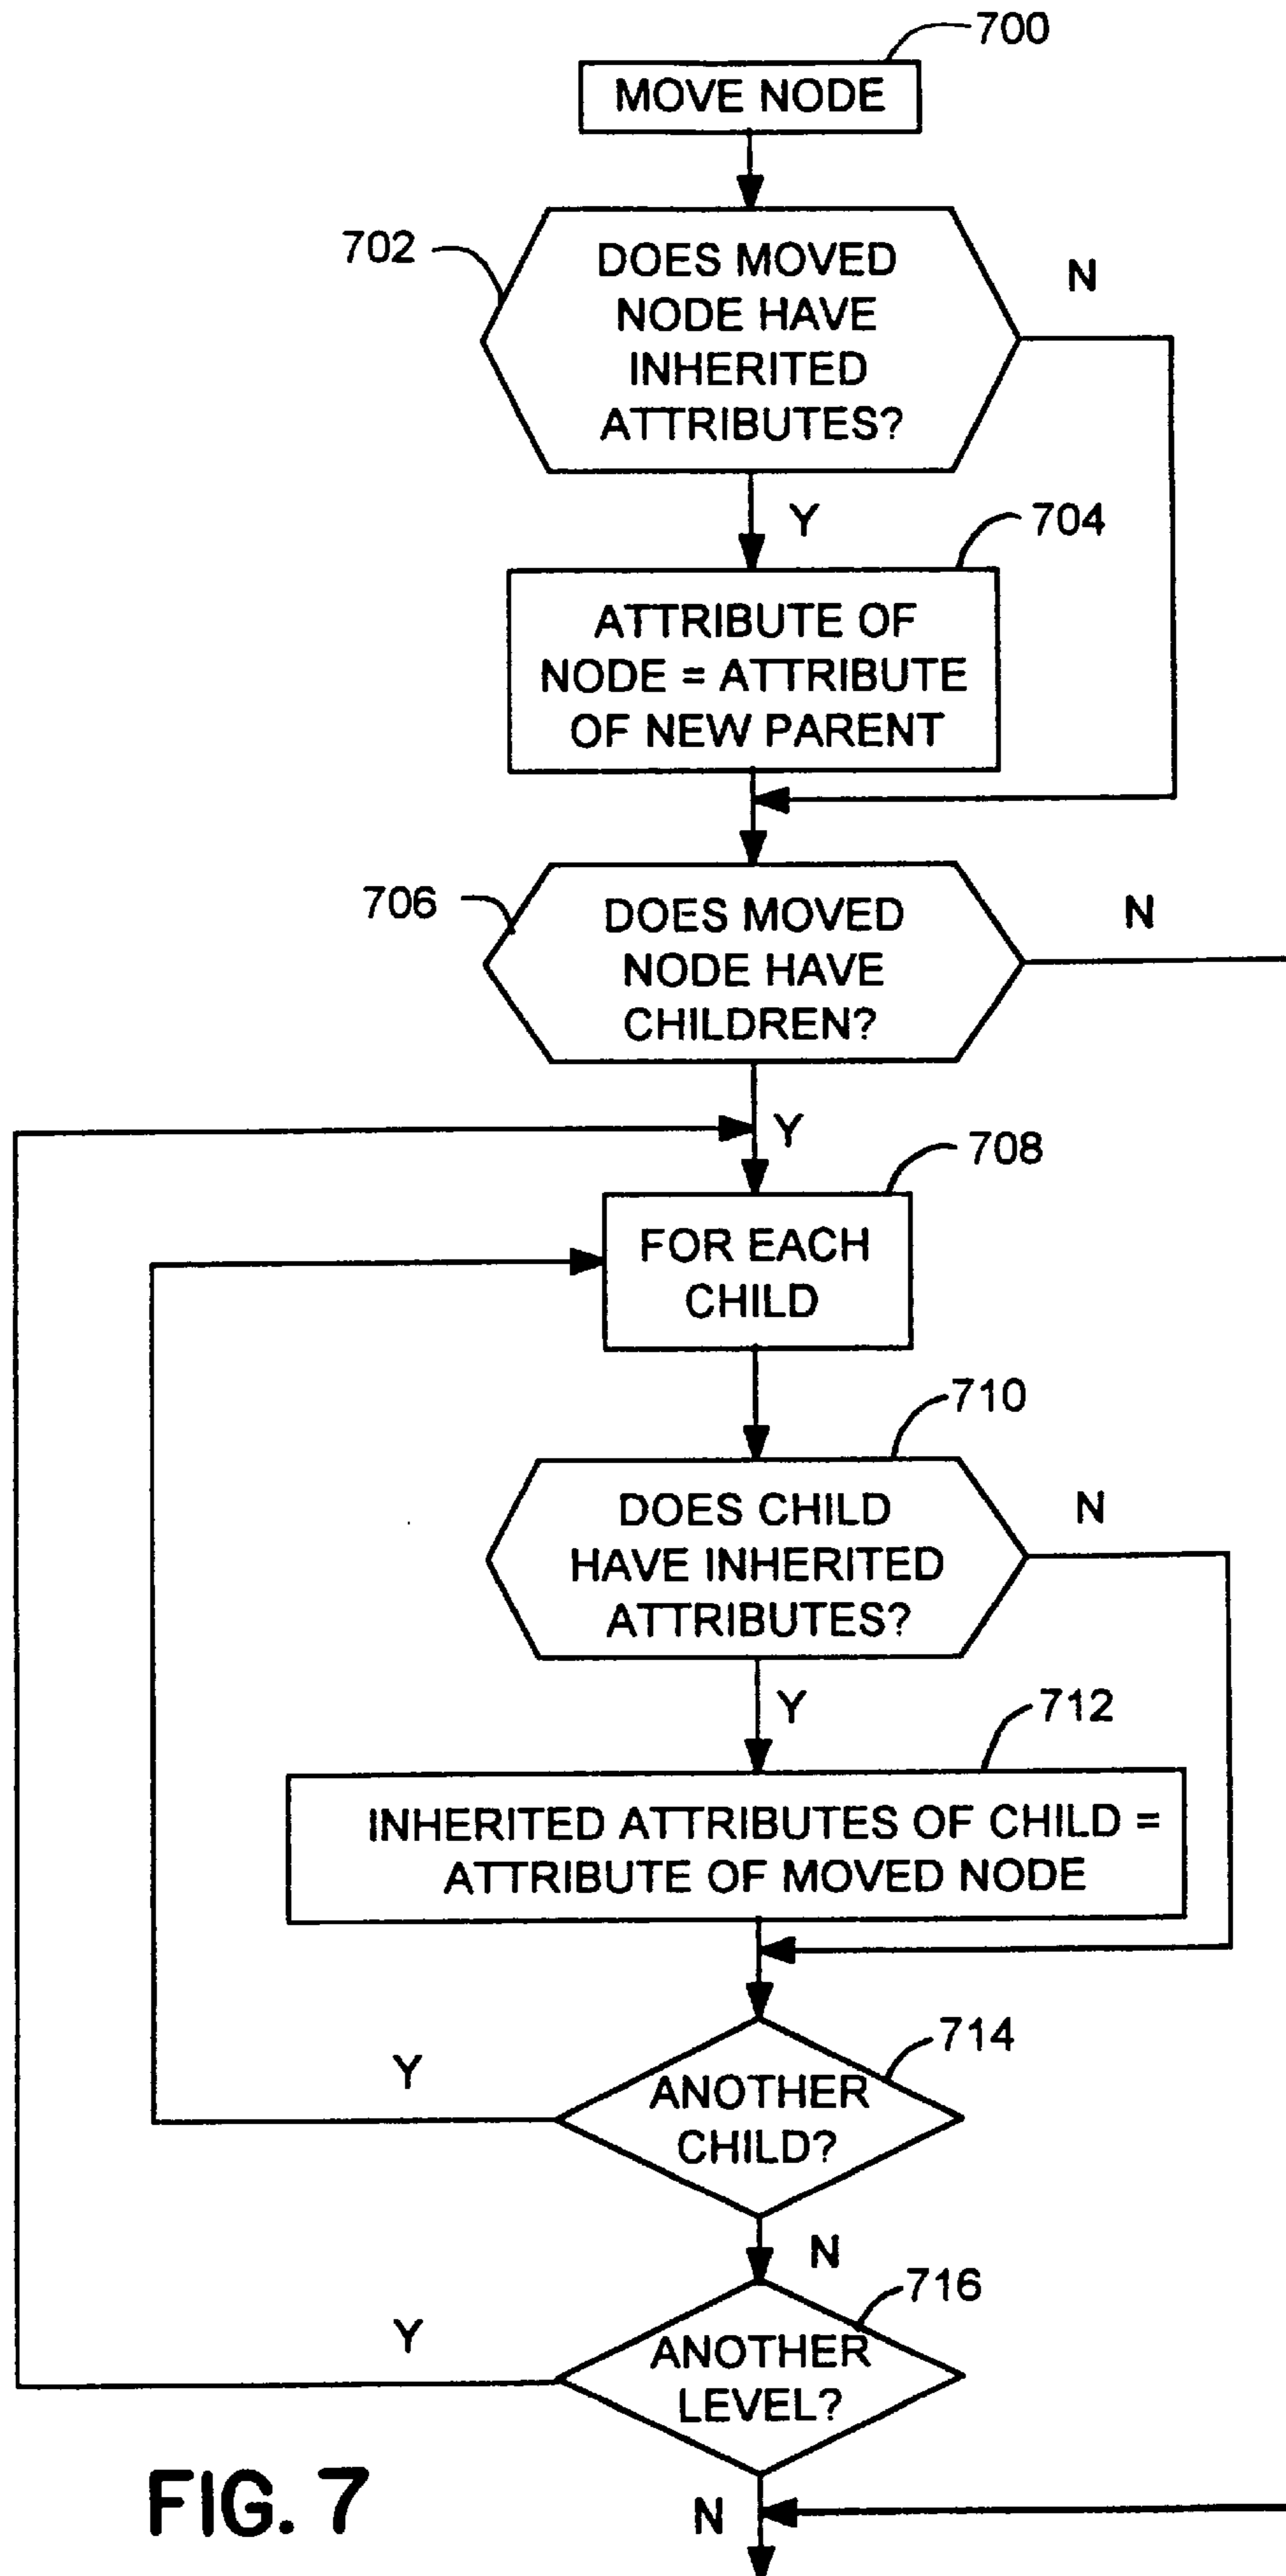 700
MOVE NODE
702
DOES MOVED
NODE HAVE
INHERITED
ATTRIBUTES?
N
Y
704
ATTRIBUTE OF
NODE = ATTRIBUTE
OF NEW PARENT
706
DOES MOVED
NODE HAVE
CHILDREN?
N
Y
708
FOR EACH
CHILD
710
DOES CHILD
HAVE INHERITED
ATTRIBUTES?
N
Y
712
INHERITED ATTRIBUTES OF CHILD =
ATTRIBUTE OF MOVED NODE
714
ANOTHER
CHILD?
Y
N
716
ANOTHER
LEVEL?
Y
N
FIG. 7